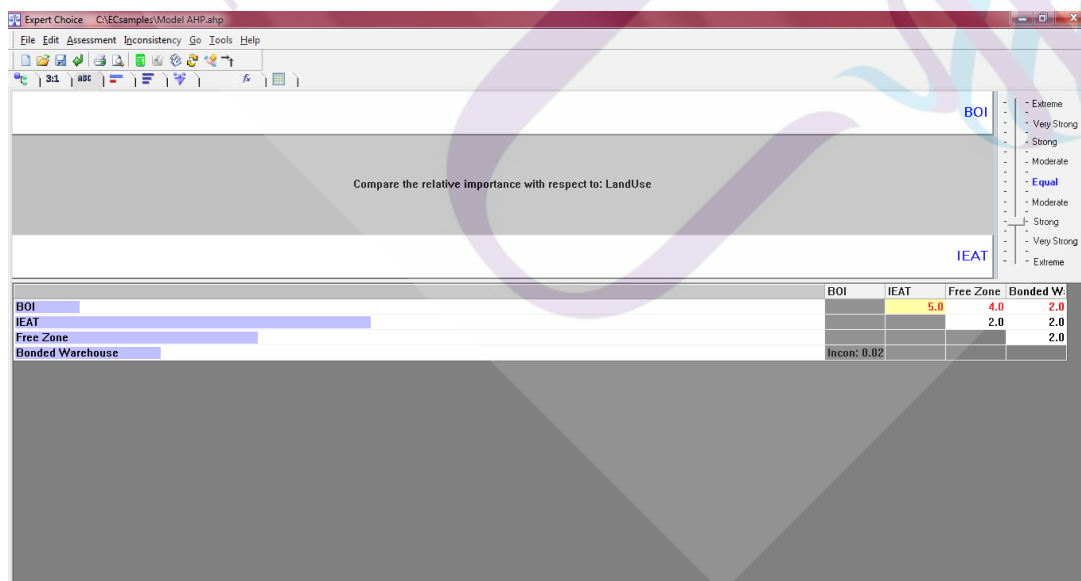 Expert Choice C:\ECsamples\Model AHP.ahp
File Edit Assessment Inconsistency Go Tools Help
3:1 ABC fx
BOI
Compare the relative importance with respect to: LandUse
IEAT
Extreme
Very Strong
Strong
Moderate
Equal
Moderate
Strong
Very Strong
Extreme
BOI IEAT Free Zone Bonded W
BOI 5.0 4.0 2.0
IEAT 2.0 2.0
Free Zone 2.0
Bonded Warehouse Incon: 0.02